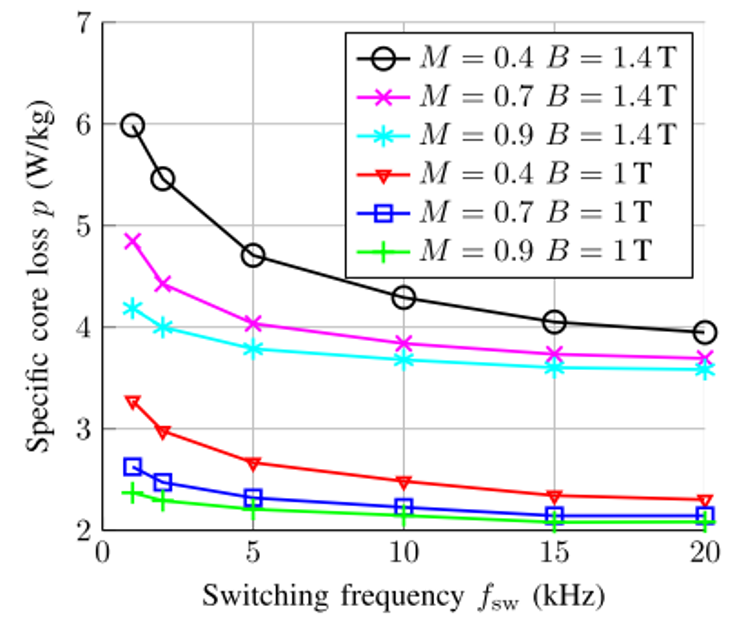 7
6
5
4
3
2
0
5
10
15
20
Specific core loss p (W/kg)
Switching frequency f_sw (kHz)
M = 0.4 B = 1.4 T
M = 0.7 B = 1.4 T
M = 0.9 B = 1.4 T
M = 0.4 B = 1 T
M = 0.7 B = 1 T
M = 0.9 B = 1 T